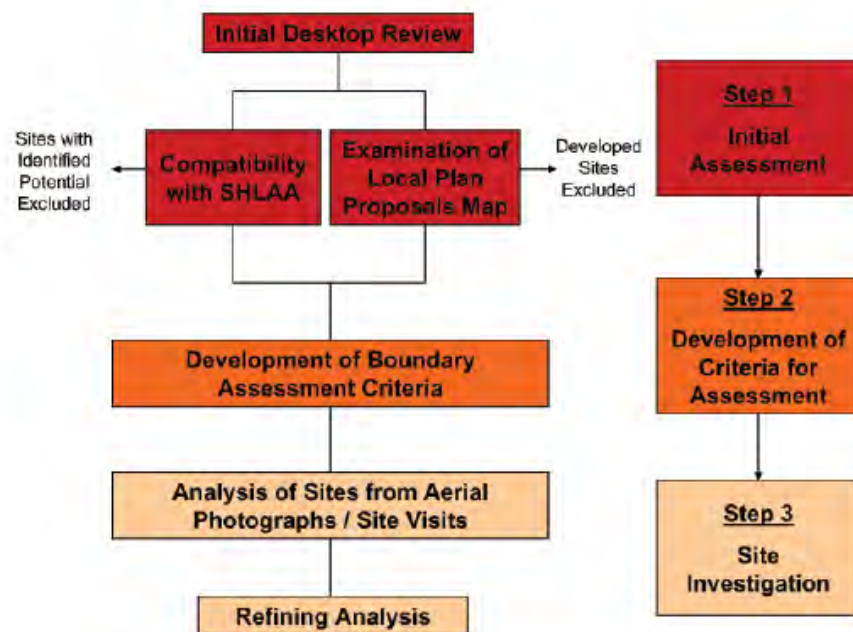 Initial Desktop Review
Sites with
Identified
Potential
Excluded
Compatibility
with SHLAA
Examination of
Local Plan
Proposals Map
Developed
Sites
Excluded
Development of Boundary
Assessment Criteria
Analysis of Sites from Aerial
Photographs / Site Visits
Refining Analysis
Step 1
Initial
Assessment
Step 2
Development of
Criteria for
Assessment
Step 3
Site
Investigation